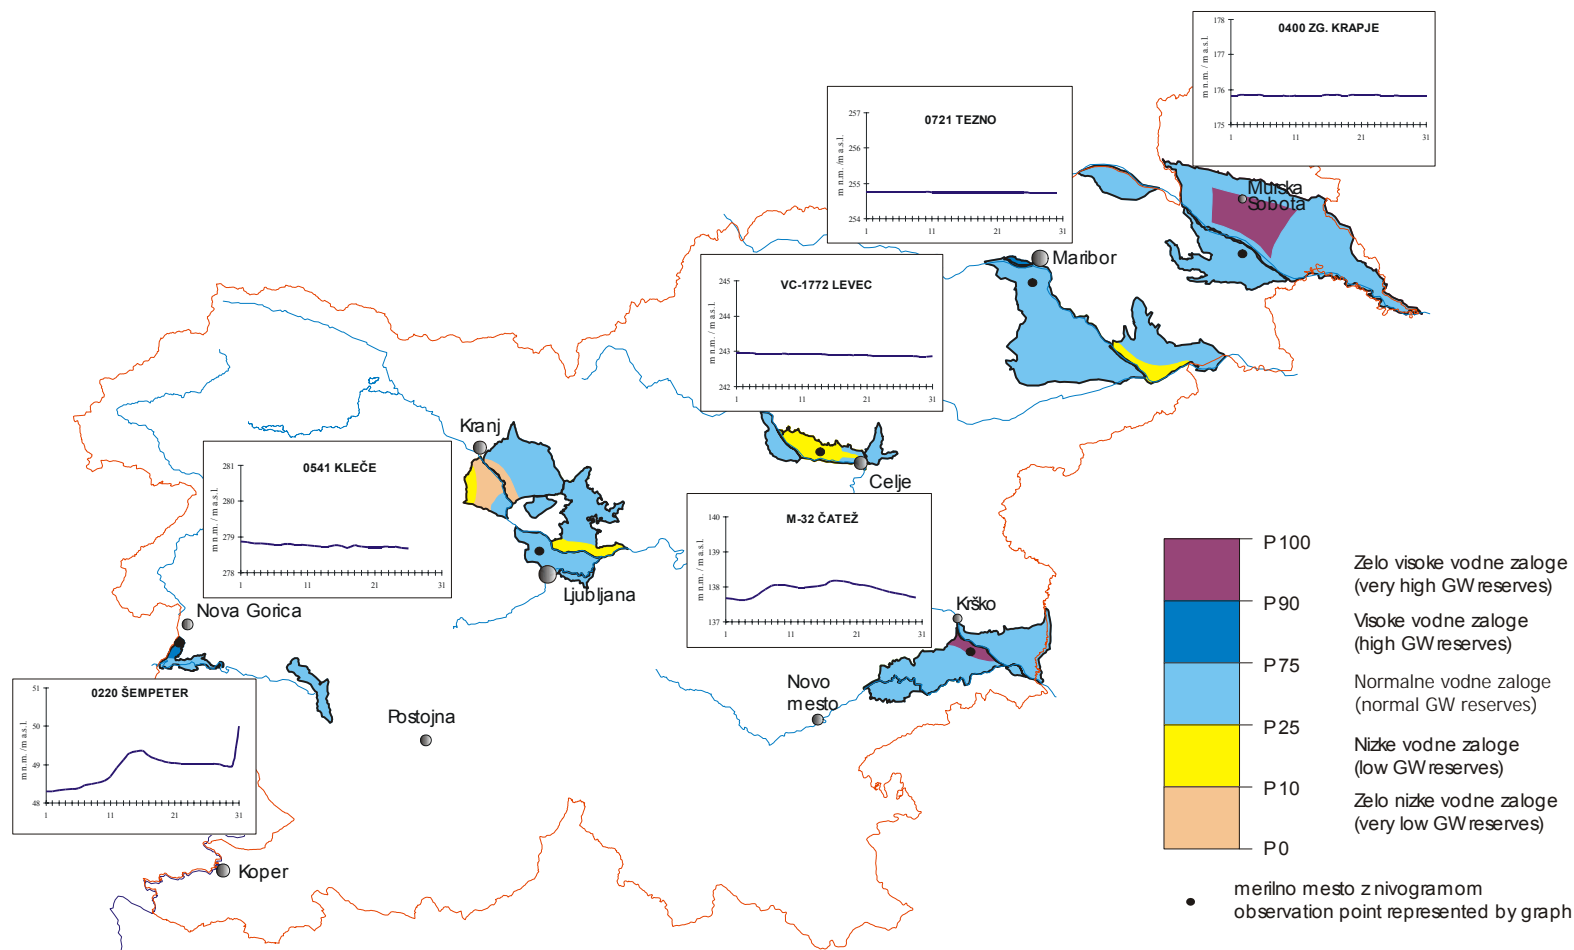 0400 ZG. KRAPJE
m n.m. / m a.s.l.
178
177
176
175
1
11
21
31
0721 TEZNO
m n.m. /m a.s.l.
257
256
255
254
1
11
21
31
Murska
Sobota
Maribor
VC-1772 LEVEC
m n.m. / m a.s.l.
245
244
243
242
1
11
21
31
Kranj
Celje
0541 KLEČE
m n.m. / m a.s.l.
281
280
279
278
1
11
21
31
M-32 ČATEŽ
m n.m. / m a.s.l.
140
139
138
137
1
11
21
31
Ljubljana
Nova Gorica
Krško
Novo
mesto
Postojna
0220 ŠEMPETER
m n.m. /m a.s.l.
51
50
49
48
1
11
21
31
Koper
P 100
Zelo visoke vodne zaloge
(very high GW reserves)
P 90
Visoke vodne zaloge
(high GW reserves)
P 75
Normalne vodne zaloge
(normal GW reserves)
P 25
Nizke vodne zaloge
(low GW reserves)
P 10
Zelo nizke vodne zaloge
(very low GW reserves)
P 0
merilno mesto z nivogramom
observation point represented by graph